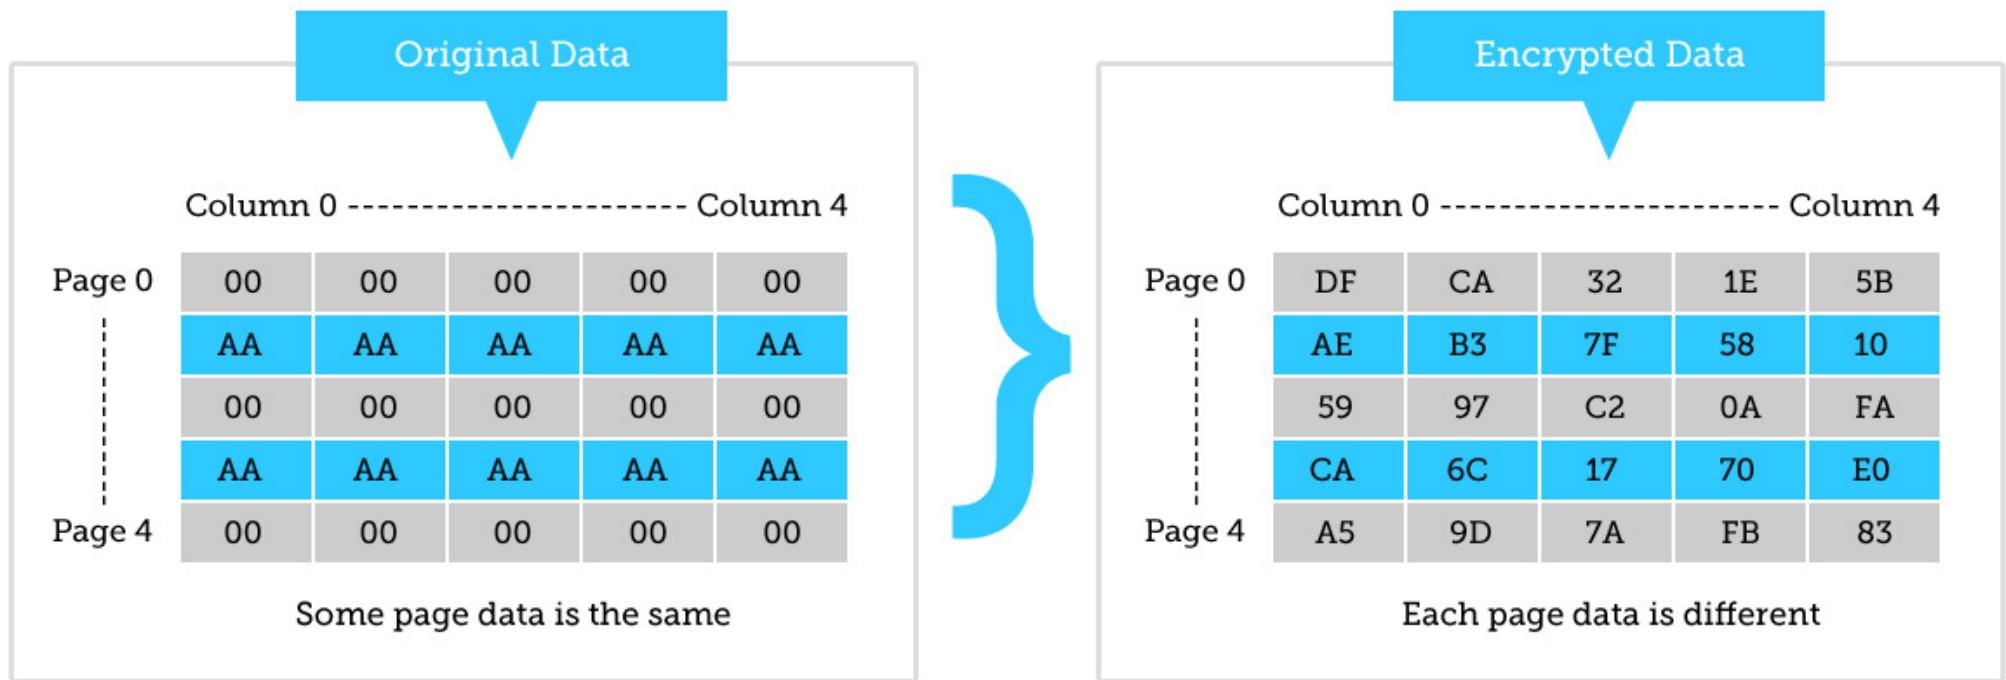 Original Data
Column 0 ----------------------- Column 4
Page 0 00 00 00 00 00
AA AA AA AA AA
00 00 00 00 00
AA AA AA AA AA
Page 4 00 00 00 00 00
Some page data is the same
}
Encrypted Data
Column 0 ----------------------- Column 4
Page 0 DF CA 32 1E 5B
AE B3 7F 58 10
59 97 C2 0A FA
CA 6C 17 70 E0
Page 4 A5 9D 7A FB 83
Each page data is different